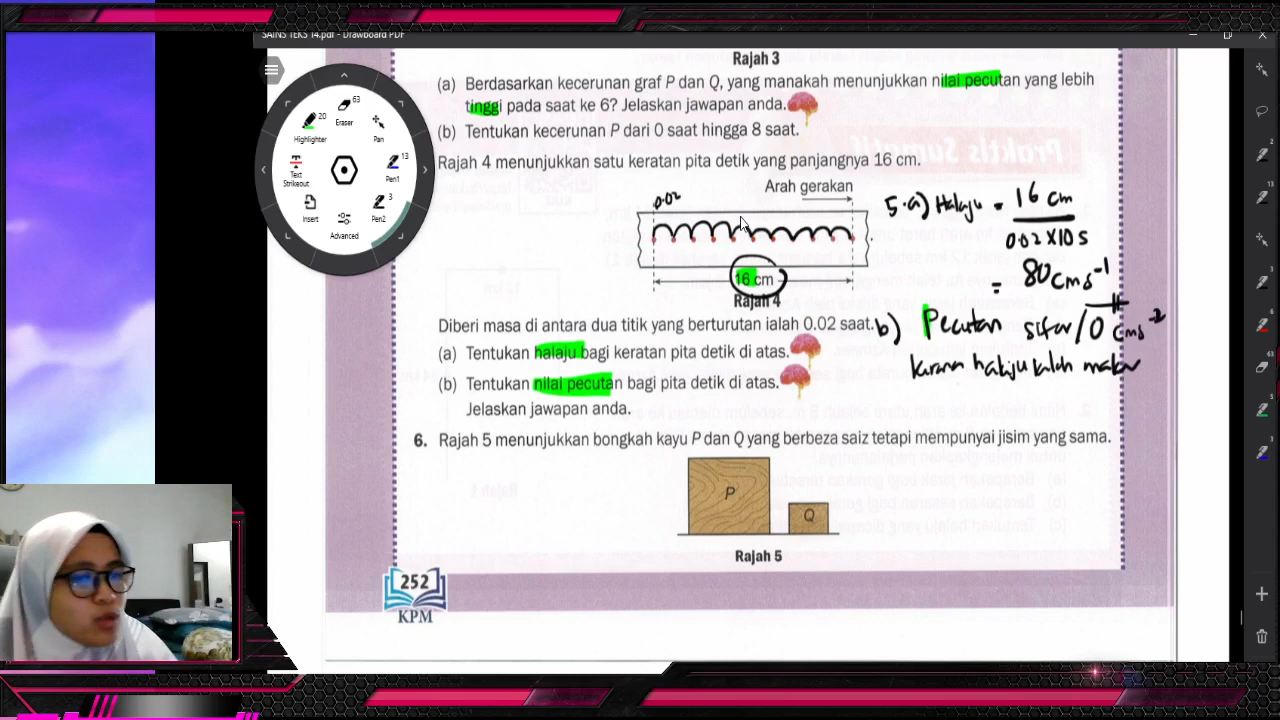 SAINS TEKS T4.pdf - Drawboard PDF
Rajah 3
(a) Berdasarkan kecerunan graf P dan Q, yang manakah menunjukkan nilai pecutan yang lebih
tinggi pada saat ke 6? Jelaskan jawapan anda.
(b) Tentukan kecerunan P dari 0 saat hingga 8 saat.
Rajah 4 menunjukkan satu keratan pita detik yang panjangnya 16 cm.
63
Eraser
20
Highlighter
Pan
Text
Strikeout
13
Pen1
Insert
3
Pen2
Advanced
Arah gerakan
0.02
16 cm
Rajah 4
5.a) Halaju = 16 cm
0.02 x 10 s
= 80 cms⁻¹
b) Pecutan sifar / 0 cms⁻²
kerana halaju
Diberi masa di antara dua titik yang berturutan ialah 0.02 saat.
(a) Tentukan halaju bagi keratan pita detik di atas.
(b) Tentukan nilai pecutan bagi pita detik di atas.
Jelaskan jawapan anda.
6. Rajah 5 menunjukkan bongkah kayu P dan Q yang berbeza saiz tetapi mempunyai jisim yang sama.
P
Q
Rajah 5
252
KPM